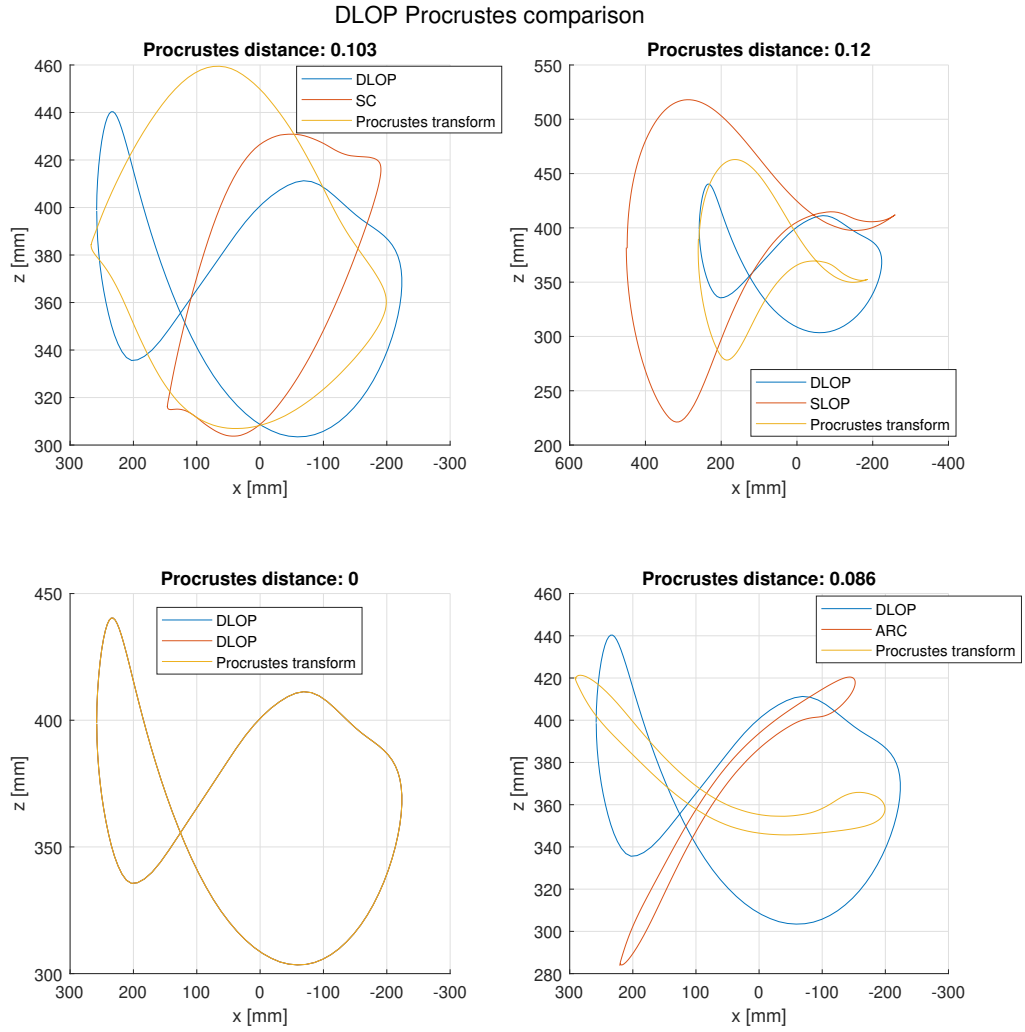 DLOP Procrustes comparison
Procrustes distance: 0.103
460
440
420
400
380
360
340
320
300
z [mm]
300 200 100 0 -100 -200 -300
x [mm]
DLOP
SC
Procrustes transform
Procrustes distance: 0.12
550
500
450
400
350
300
250
200
z [mm]
600 400 200 0 -200 -400
x [mm]
DLOP
SLOP
Procrustes transform
Procrustes distance: 0
450
400
350
300
z [mm]
300 200 100 0 -100 -200 -300
x [mm]
DLOP
DLOP
Procrustes transform
Procrustes distance: 0.086
460
440
420
400
380
360
340
320
300
280
z [mm]
300 200 100 0 -100 -200 -300
x [mm]
DLOP
ARC
Procrustes transform